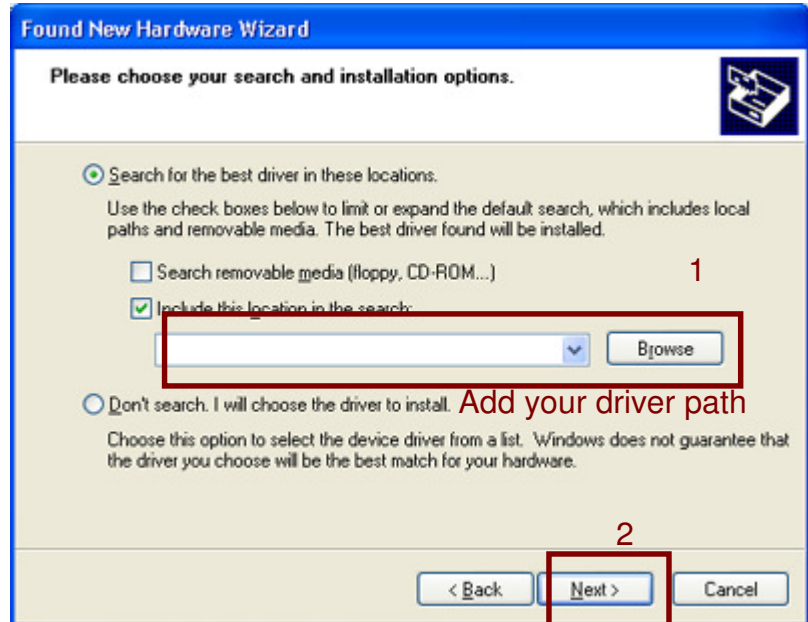 Found New Hardware Wizard
Please choose your search and installation options.
Search for the best driver in these locations.
Use the check boxes below to limit or expand the default search, which includes local
paths and removable media. The best driver found will be installed.
Search removable media (floppy, CD-ROM...)
1
Include this location in the search:
Browse
Don't search. I will choose the driver to install.
Add your driver path
Choose this option to select the device driver from a list. Windows does not guarantee that
the driver you choose will be the best match for your hardware.
2
< Back
Next >
Cancel